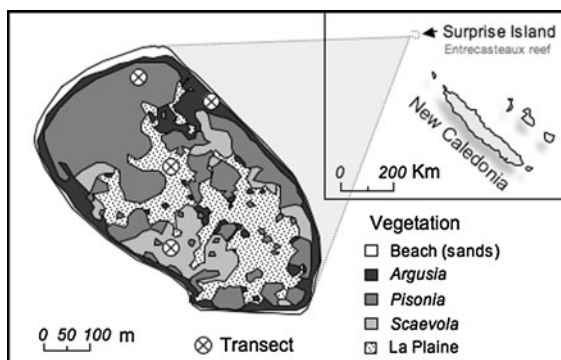 Surprise Island
Entrecasteaux reef
New Caledonia
0 200 Km
Vegetation
Beach (sands)
Argusia
Pisonia
Scaevola
La Plaine
0 50 100 m
Transect